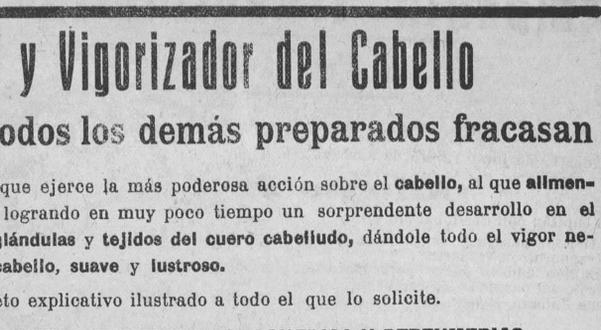 y Vigorizador del Cabello
odos los demás preparados fracasan
que ejerce la más poderosa acción sobre el cabello, al que alimen-
logrando en muy poco tiempo un sorprendente desarrollo en el
glándulas y tejidos del cuero cabelludo, dándole todo el vigor ne-
cabello, suave y lustroso.
eto explicativo ilustrado a todo el que lo solicite.